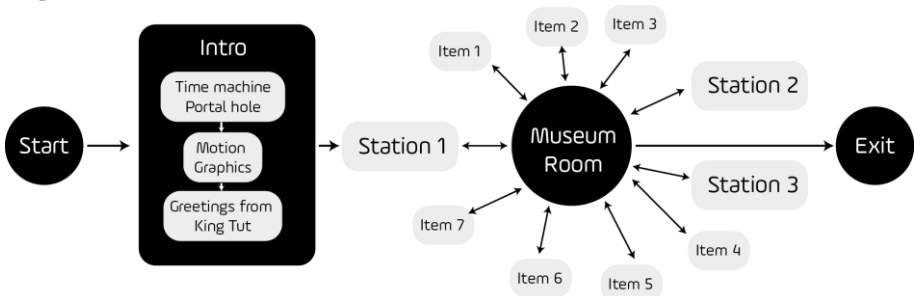 Start
Intro
Time machine
Portal hole
Motion
Graphics
Greetings from
King Tut
Station 1
Item 1
Item 2
Item 3
Station 2
Museum
Room
Station 3
Item 4
Item 5
Item 6
Item 7
Exit